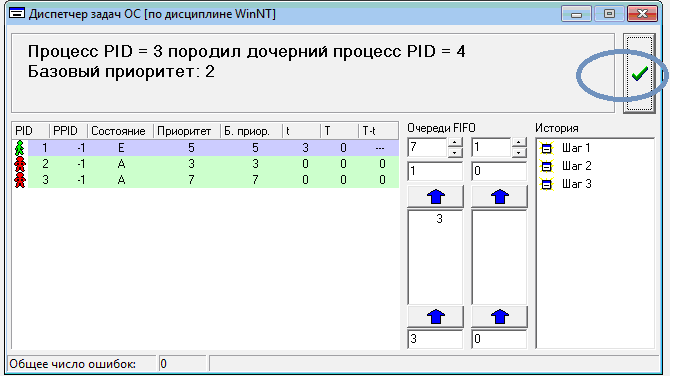 Диспетчер задач ОС [по дисциплине WinNT]
Процесс PID = 3 породил дочерний процесс PID = 4
Базовый приоритет: 2
PID PPID Состояние Приоритет Б. приор. t T T-t
1 -1 E 5 5 3 0 ---
2 -1 A 3 3 0 0 0
3 -1 A 7 7 0 0 0
Очереди FIFO
7 1
1 0
3
3 0
История
Шаг 1
Шаг 2
Шаг 3
Общее число ошибок: 0